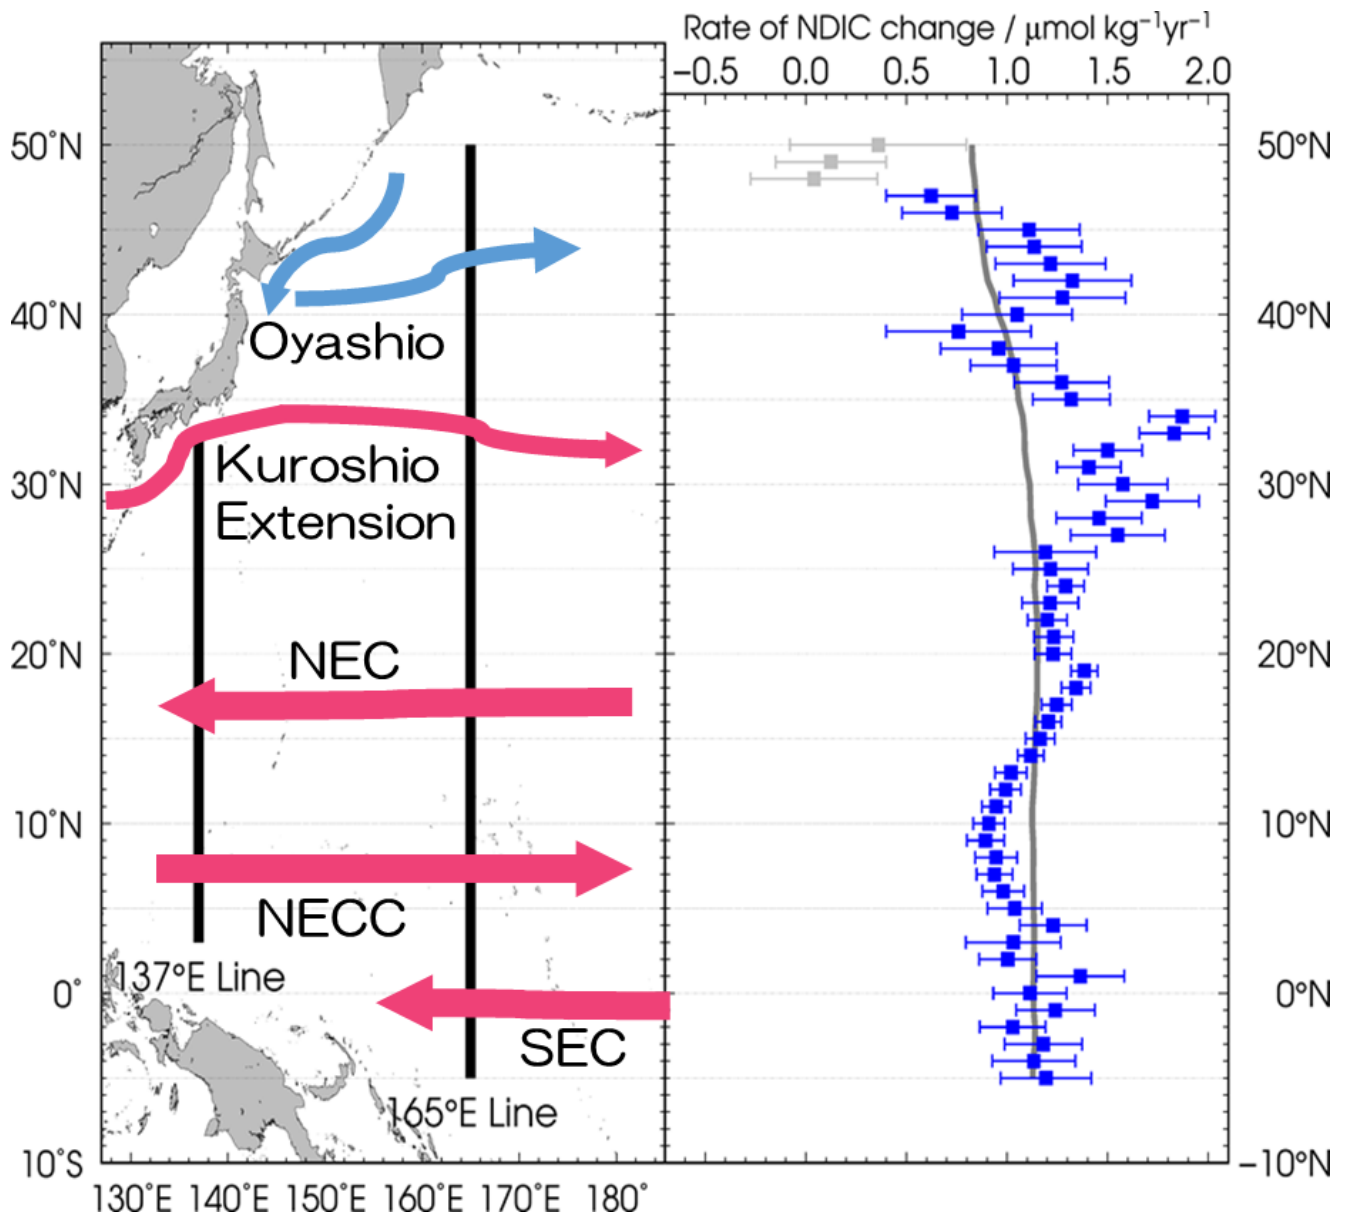 Rate of NDIC change / μmol kg⁻¹yr⁻¹
−0.5 0.0 0.5 1.0 1.5 2.0
50°N
40°N
30°N
20°N
10°N
0°
10°S
130°E 140°E 150°E 160°E 170°E 180°
Oyashio
Kuroshio
Extension
NEC
NECC
137°E Line
SEC
165°E Line
50°N
40°N
30°N
20°N
10°N
0°N
−10°N